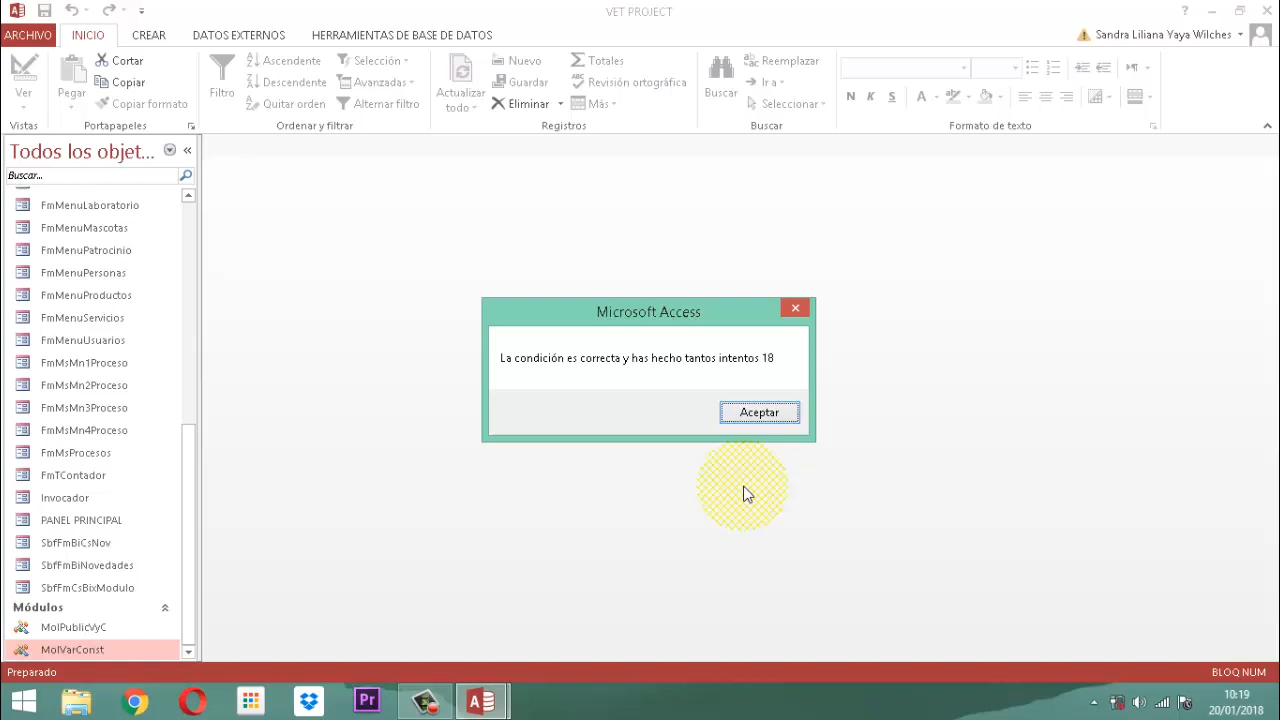 VET PROJECT
?
ARCHIVO INICIO CREAR DATOS EXTERNOS HERRAMIENTAS DE BASE DE DATOS Sandra Liliana Yaya Wilches
Ver
Vistas
Pegar
Cortar
Copiar
Copiar formato
Portapapeles
Filtro
Ascendente
Descendente
Quitar or
Selección
Avanzadas
filtro
Ordenar y filtrar
Actualizar
todo
Nuevo
Guardar
Eliminar
Totales
Revisión ortográfica
Más
Registros
Buscar
Reemplazar
Ir a
Seleccionar
Buscar
N K S A
Formato de texto
Todos los objet...
Buscar...
FmMenuLaboratorio
FmMenuMascotas
FmMenuPatrocinio
FmMenuPersonas
FmMenuProductos
FmMenuServicios
FmMenuUsuarios
FmMsMn1Proceso
FmMsMn2Proceso
FmMsMn3Proceso
FmMsMn4Proceso
FmMsProcesos
FmTContador
Invocador
PANEL PRINCIPAL
SbfFmBiCsNov
SbfFmBiNovedades
SbfFmCsBixModulo
Módulos
MolPublicVyC
MolVarConst
Microsoft Access
La condición es correcta y has hecho tantos intentos 18
Aceptar
Preparado
BLOQ NUM
Pr
10:19
20/01/2018